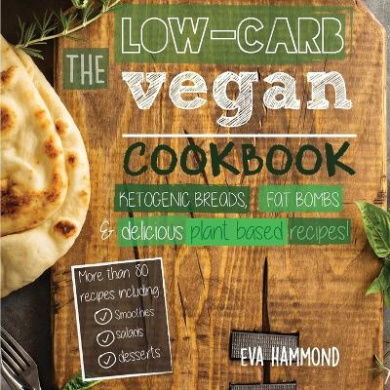 THE
LOW-CARB
vegan
COOKBOOK
KETOGENIC BREADS, FAT BOMBS
& delicious plant based recipes!
More than 80
recipes including
smoothies
salads
desserts
EVA HAMMOND